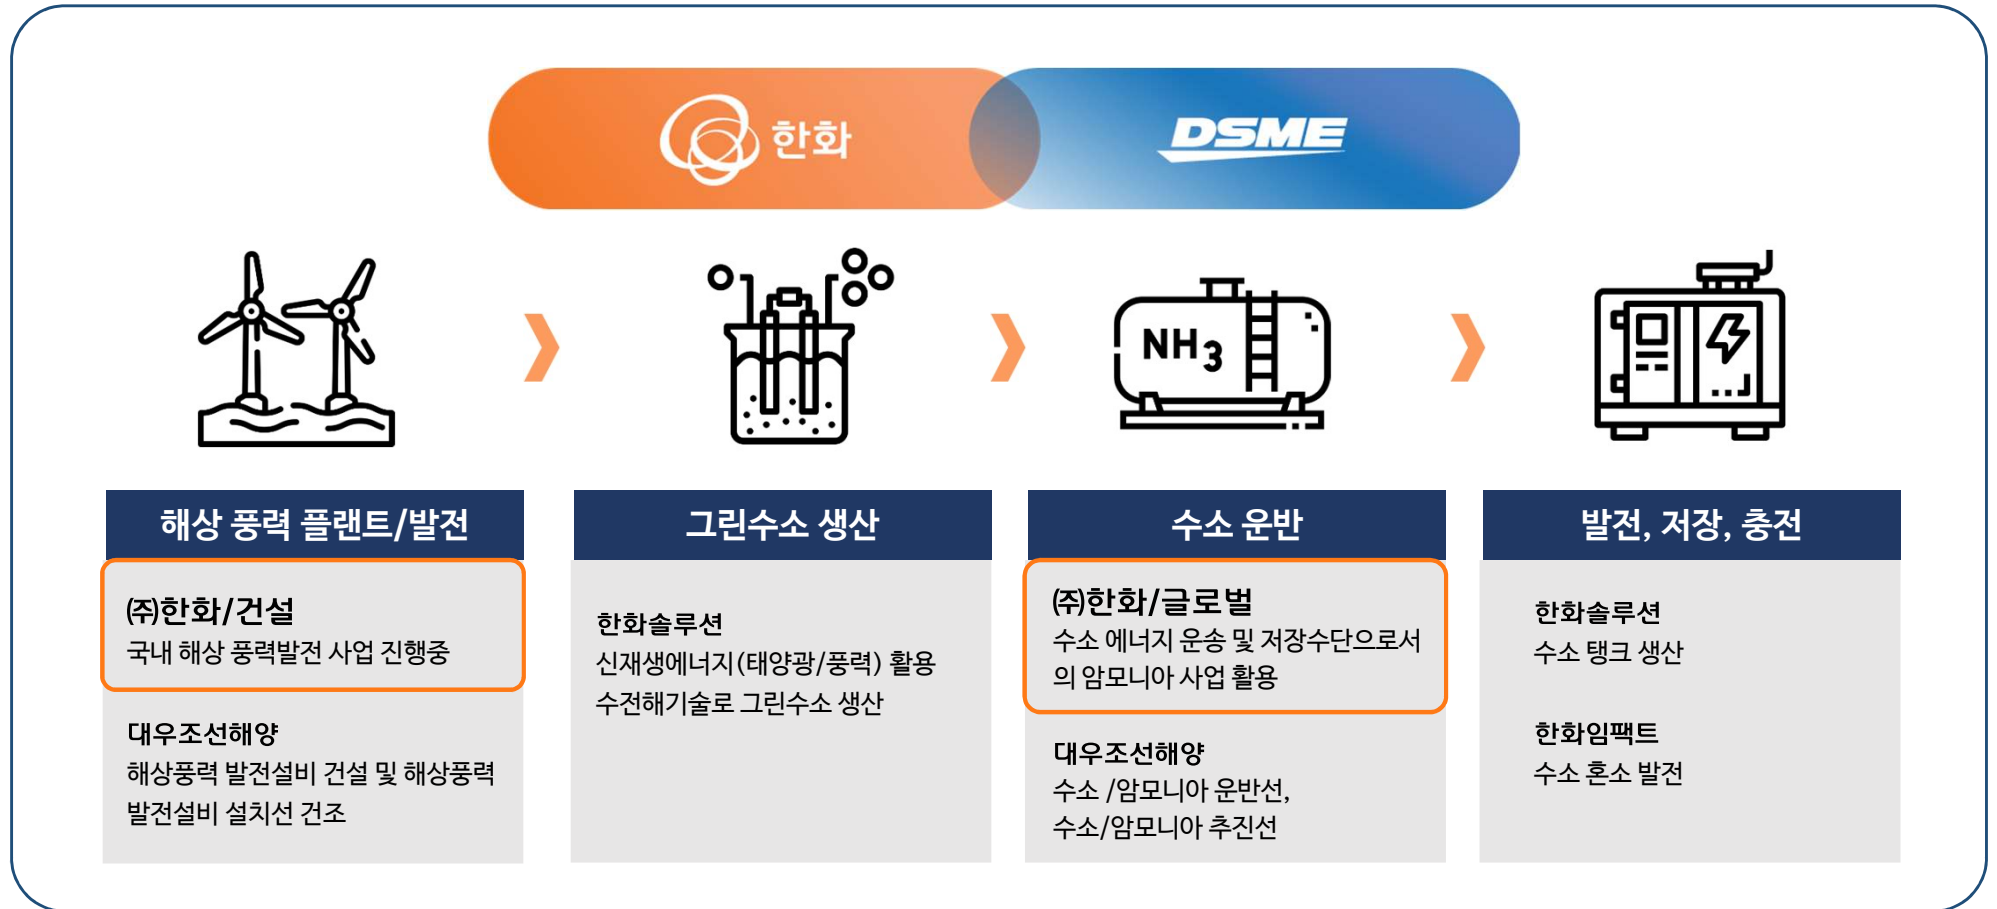 한화
DSME
NH3
해상 풍력 플랜트/발전
㈜한화/건설
국내 해상 풍력발전 사업 진행중
대우조선해양
해상풍력 발전설비 건설 및 해상풍력
발전설비 설치선 건조
그린수소 생산
한화솔루션
신재생에너지(태양광/풍력) 활용
수전해기술로 그린수소 생산
수소 운반
㈜한화/글로벌
수소 에너지 운송 및 저장수단으로서
의 암모니아 사업 활용
대우조선해양
수소 /암모니아 운반선,
수소/암모니아 추진선
발전, 저장, 충전
한화솔루션
수소 탱크 생산
한화임팩트
수소 혼소 발전